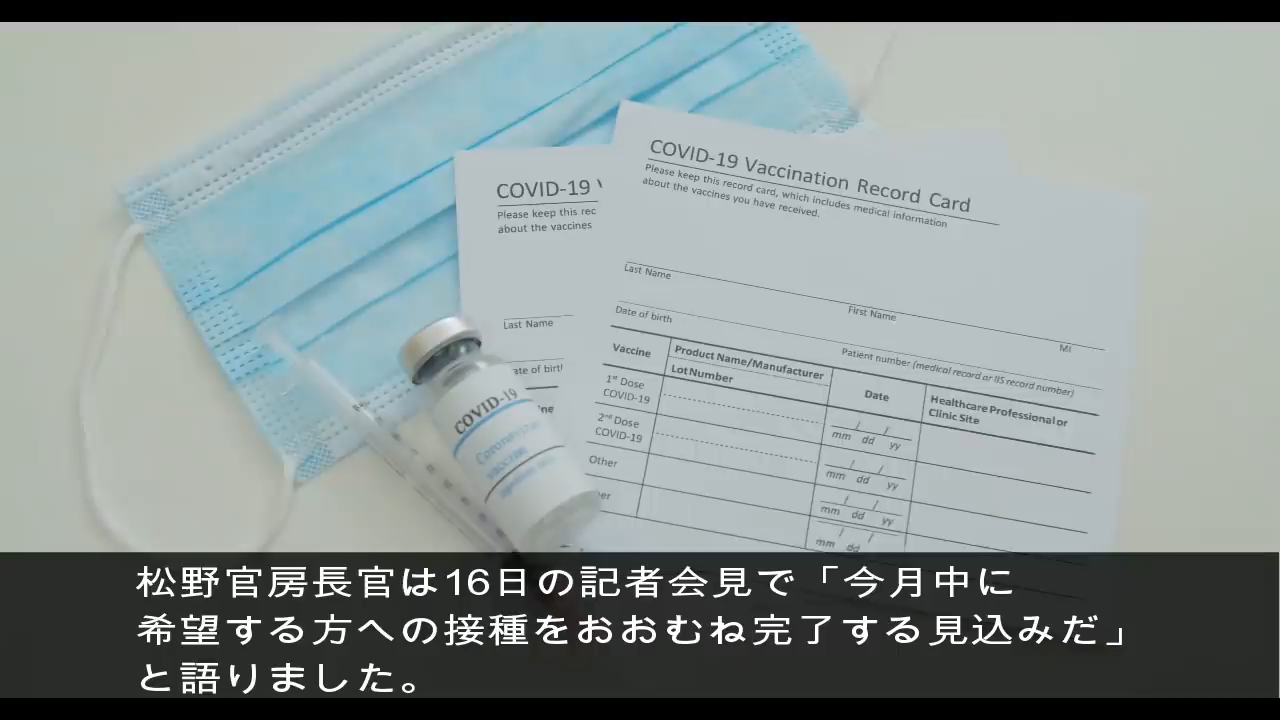 COVID-19 Vaccination Record Card
Please keep this record card, which includes medical information
about the vaccines you have received.
Last Name
First Name
MI
Date of birth
Patient number (medical record or IIS record number)
Vaccine
Product Name/Manufacturer
Lot Number
Date
Healthcare Professional or
Clinic Site
1st Dose
COVID-19
mm dd yy
2nd Dose
COVID-19
mm dd yy
Other
mm dd yy
mm dd
COVID-19
Please keep this rec
about the vaccines
Last Name
COVID-19
Coronavirus
vaccine
松野官房長官は16日の記者会見で「今月中に
希望する方への接種をおおむね完了する見込みだ」
と語りました。